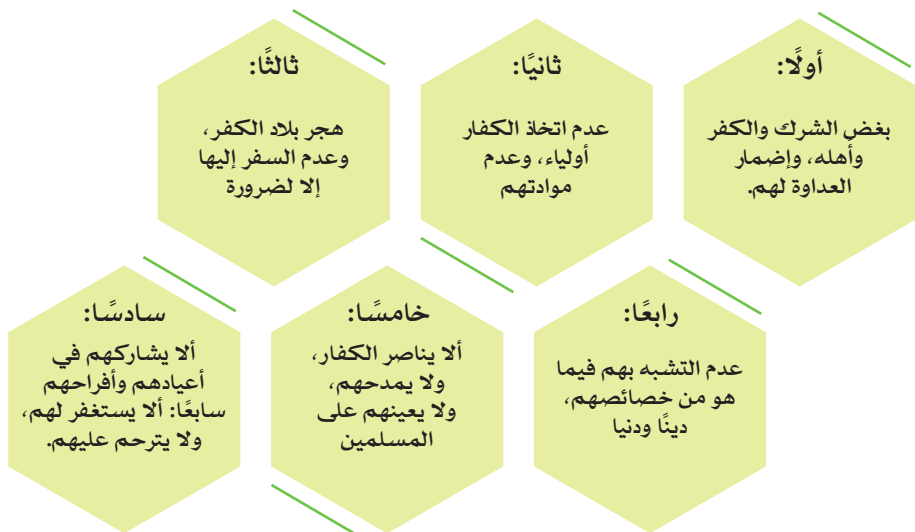 أولًا:
بغض الشرك والكفر
وأهله، وإضمار
العداوة لهم.
ثانيًا:
عدم اتخاذ الكفار
أولياء، وعدم
موادتهم
ثالثًا:
هجر بلاد الكفر،
وعدم السفر إليها
إلا لضرورة
رابعًا:
عدم التشبه بهم فيما
هو من خصائصهم،
دينًا ودنيا
خامسًا:
ألا يناصر الكفار،
ولا يمدحهم،
ولا يعينهم على
المسلمين
سادسًا:
ألا يشاركهم في
أعيادهم وأفراحهم
سابعًا: ألا يستغفر لهم،
ولا يترحم عليهم.